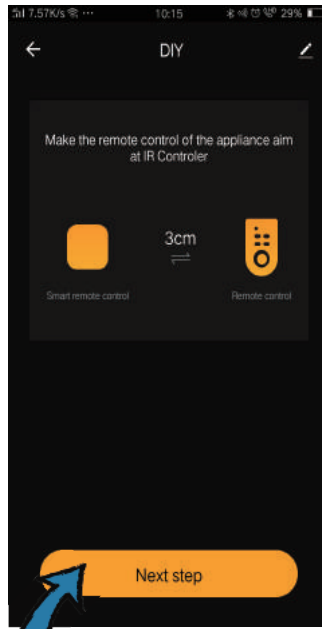 7.57K/s ··· 10:15 29%
DIY
Make the remote control of the appliance aim
at IR Controler
3cm
Smart remote control Remote control
Next step